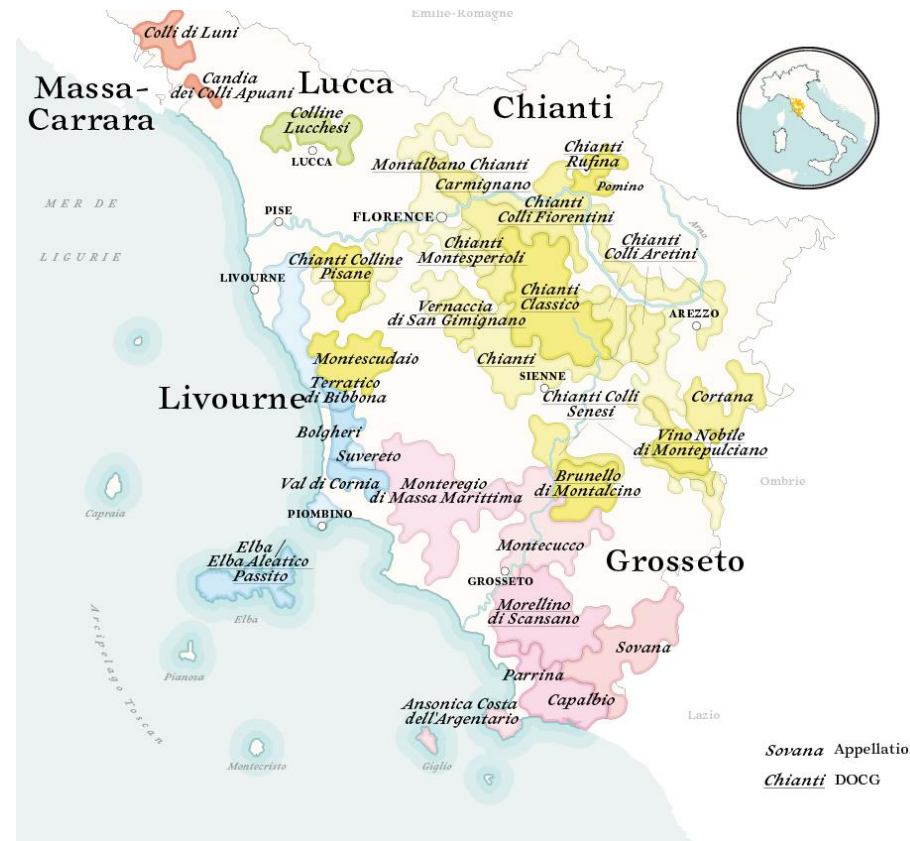 Emilie-Romagne
Colli di Luni
Massa-
Carrara
Candia
dei Colli Apuani
Lucca
Colline
Lucchesi
LUCCA
Chianti
Chianti
Rufina
Pomino
Montalbano Chianti
Carmignano
MER DE
LIGURIE
PISE
FLORENCE
Chianti
Colli Fiorentini
Arno
Chianti
Colli Aretini
Chianti
Montespertoli
LIVOURNE
Chianti Colline
Pisane
Chianti
Classico
Vernaccia
di San Gimignano
AREZZO
Montescudaio
Chianti
SIENNE
Terratico
di Bibbona
Livourne
Chianti Colli
Senesi
Cortana
Bolgheri
Suvereto
Vino Nobile
di Montepulciano
Val di Cornia
Monteregio
di Massa Marittima
Brunello
di Montalcino
Ombrie
Capraia
PIOMBINO
Elba /
Elba Aleatico
Passito
Elba
Montecucco
GROSSETO
Grosseto
Morellino
di Scansano
Sovana
Arcipelago Toscan
Pianosa
Parrina
Capalbio
Ansonica Costa
dell'Argentario
Lazio
Montecristo
Giglio
Sovana Appellatio
Chianti DOCG